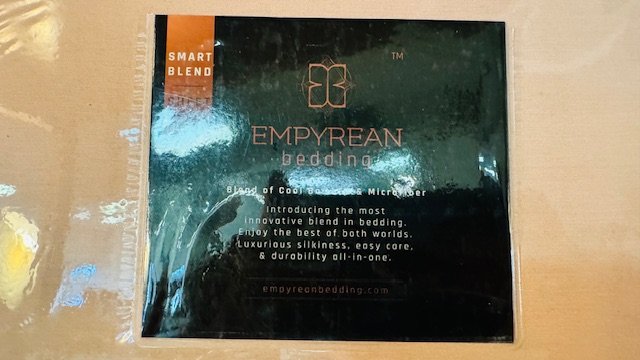 SMART
BLEND
™
EMPYREAN
bedding
Blend of Cool & Microfiber
Introducing the most
innovative blend in bedding.
Enjoy the best of both worlds.
Luxurious silkiness, easy care,
& durability all-in-one.
empyreanbedding.com